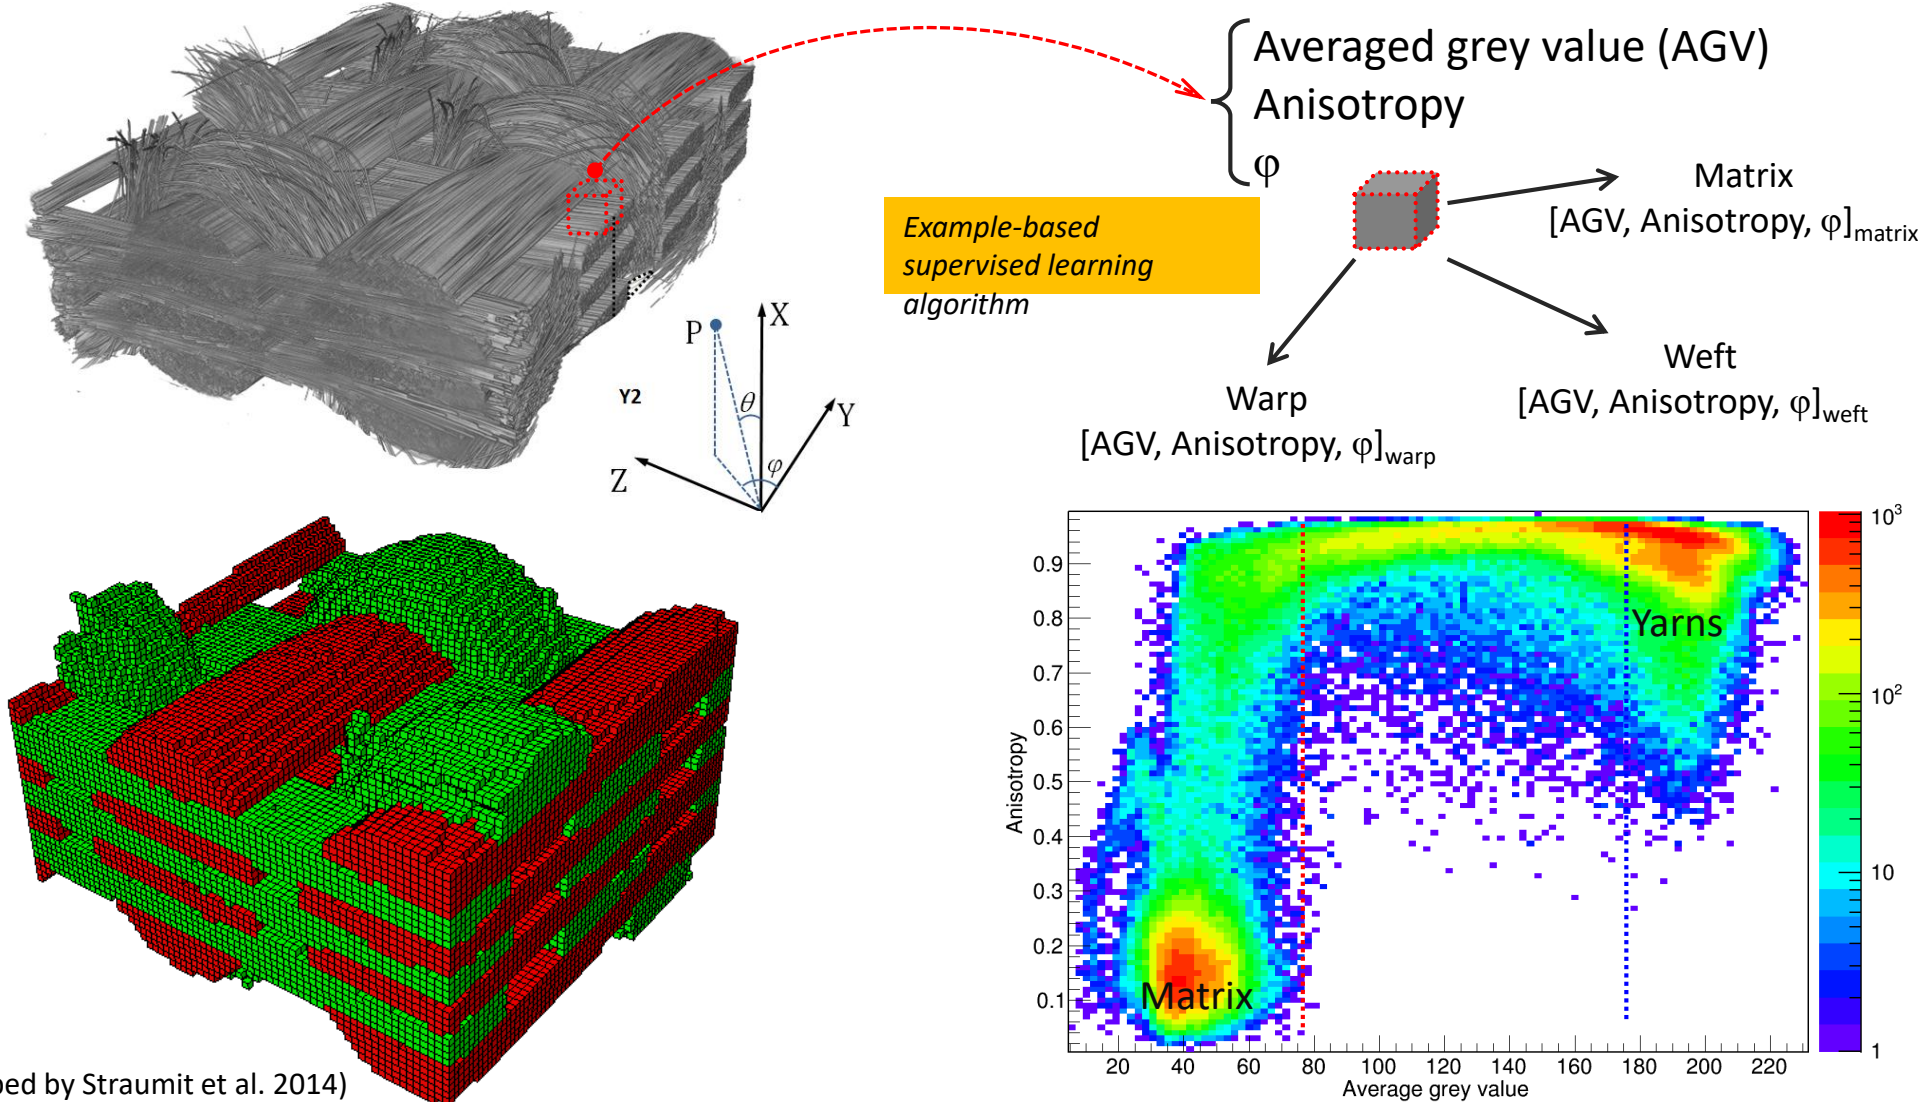 Averaged grey value (AGV)
Anisotropy
φ
Example-based
supervised learning
algorithm
Matrix
[AGV, Anisotropy, φ]matrix
Weft
[AGV, Anisotropy, φ]weft
Warp
[AGV, Anisotropy, φ]warp
P
X
Y2
θ
Y
φ
Z
Yarns
Matrix
Anisotropy
0.9
0.8
0.7
0.6
0.5
0.4
0.3
0.2
0.1
20 40 60 80 100 120 140 160 180 200 220
Average grey value
10³
10²
10
1
by Straumit et al. 2014)